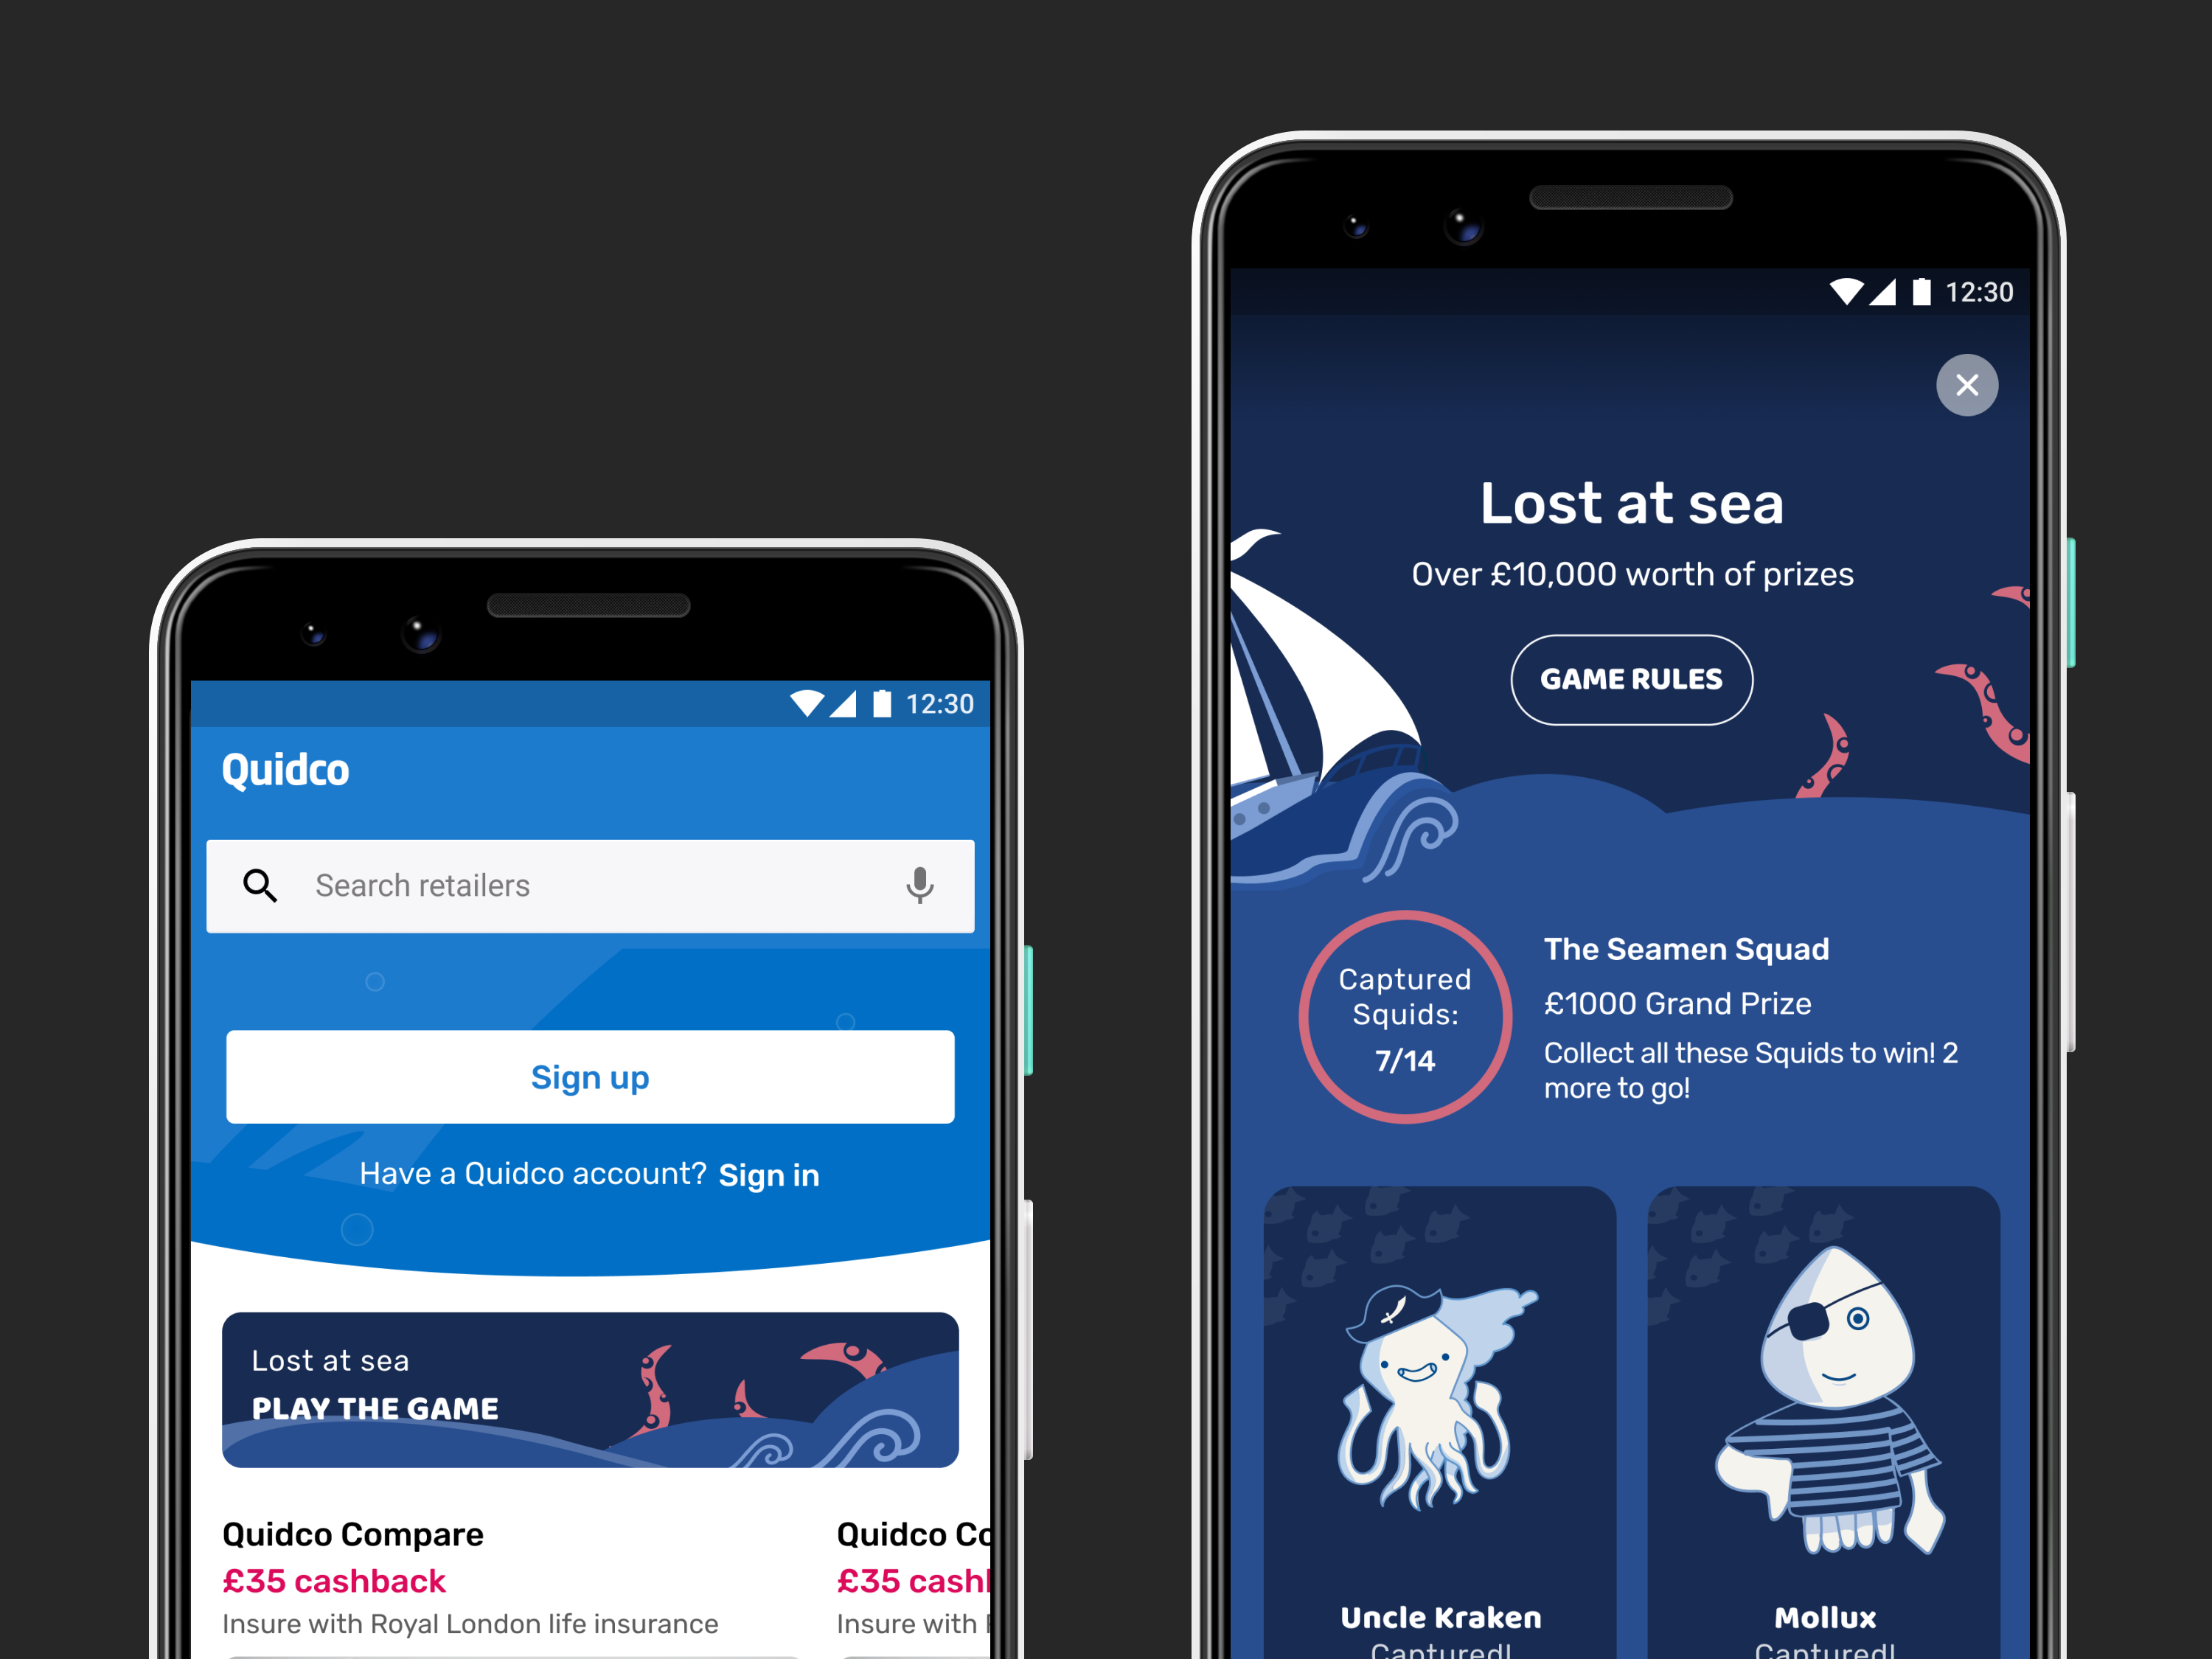 12:30
Quidco
Search retailers
Sign up
Have a Quidco account? Sign in
Lost at sea
PLAY THE GAME
Quidco Compare
£35 cashback
Insure with Royal London life insurance
Quidco Co
£35 cash
Insure with
12:30
Lost at sea
Over £10,000 worth of prizes
GAME RULES
Captured
Squids:
7/14
The Seamen Squad
£1000 Grand Prize
Collect all these Squids to win! 2
more to go!
Uncle Kraken
Captured!
Mollux
Captured!